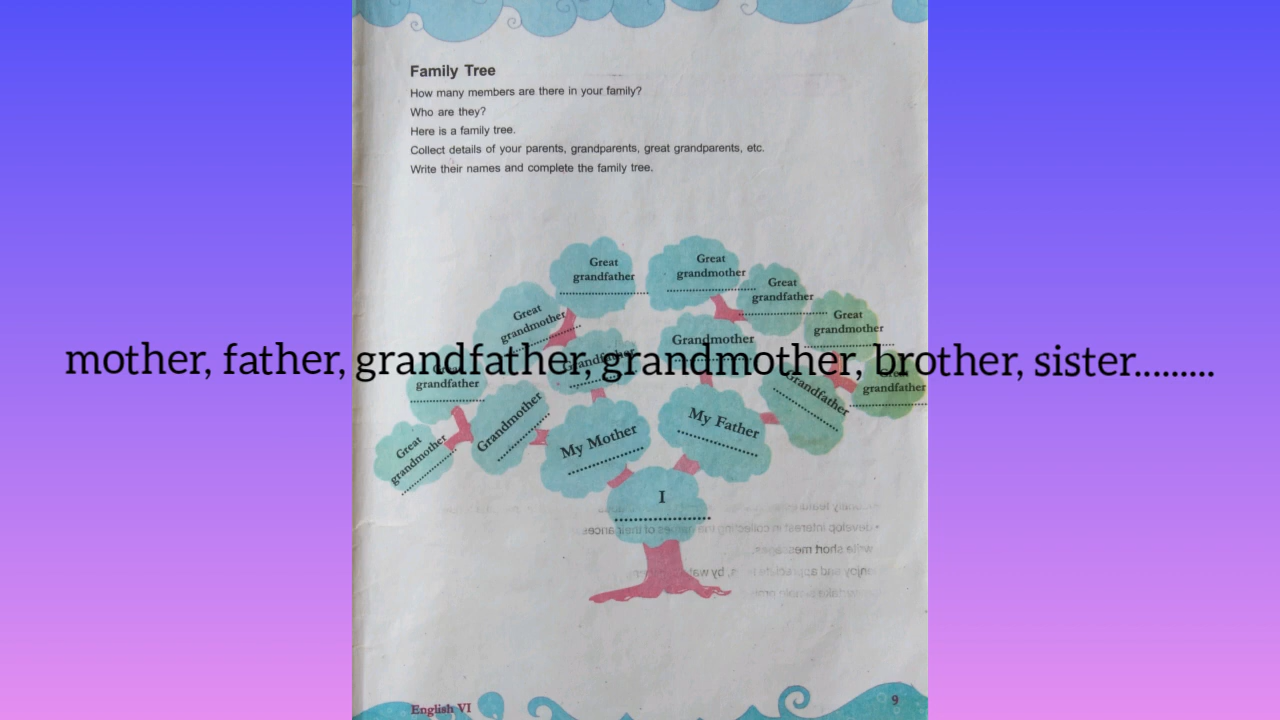 Family Tree
How many members are there in your family?
Who are they?
Here is a family tree.
Collect details of your parents, grandparents, great grandparents, etc.
Write their names and complete the family tree.
Great
grandfather
Great
grandmother
Great
grandfather
Great
grandmother
Great
grandmother
mother, father, grandfather, grandmother, brother, sister.........
grandfather
Grandfather
Grandmother
Grandfather
grandfather
Great
grandmother
Grandmother
My Mother
My Father
I
English VI
9